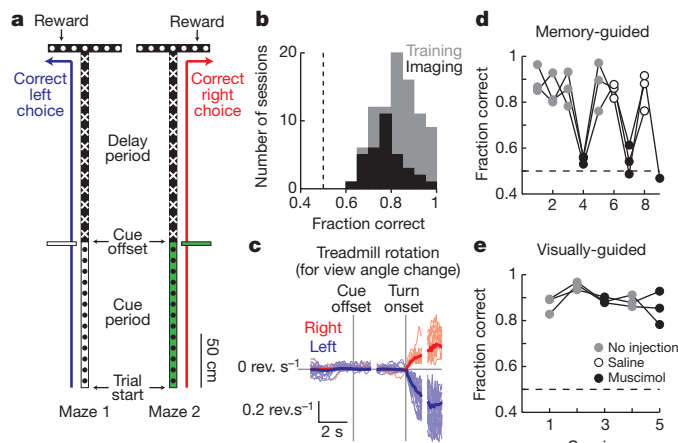 a
Reward
Reward
Correct left choice
Correct right choice
Delay period
Cue offset
Cue period
Trial start
50 cm
Maze 1
Maze 2
b
Number of sessions
20
10
0
Training
Imaging
0.4
0.6
0.8
1
Fraction correct
c
Treadmill rotation
(for view angle change)
Cue offset
Turn onset
Right
Left
0 rev. s⁻¹
0.2 rev.s⁻¹
2 s
d
Memory-guided
Fraction correct
1
0.8
0.6
0.4
2
4
6
8
e
Visually-guided
Fraction correct
1
0.8
0.6
0.4
No injection
Saline
Muscimol
1
3
5